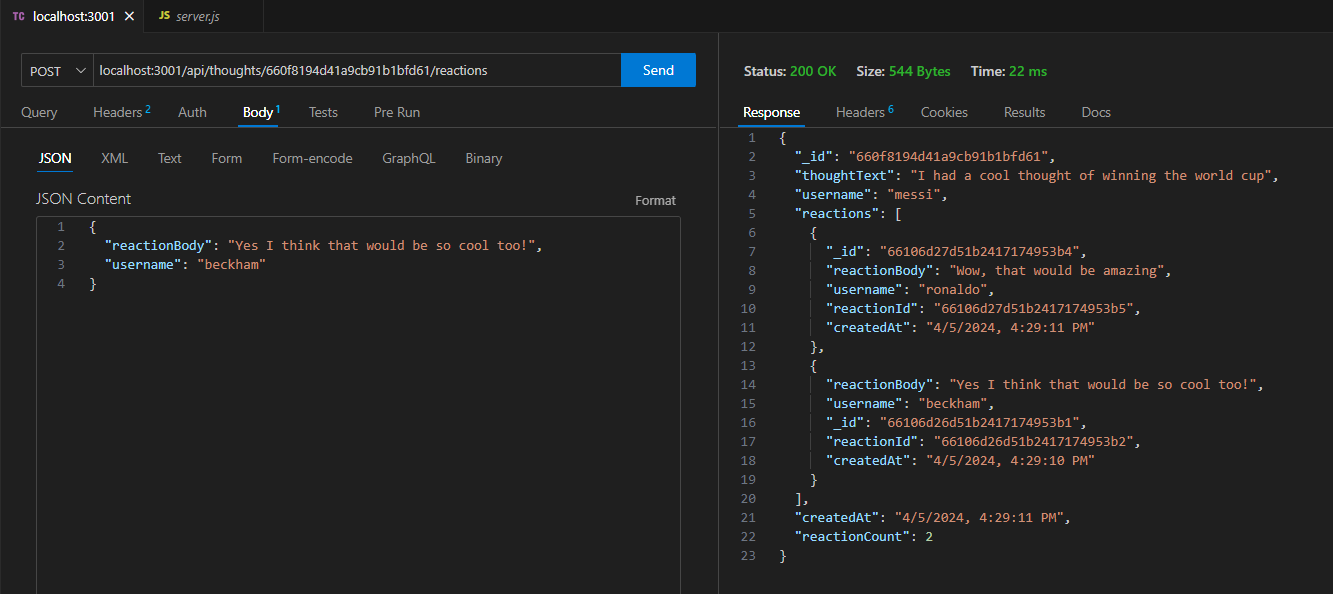 TC localhost:3001 × JS server.js
POST localhost:3001/api/thoughts/660f8194d41a9cb91b1bfd61/reactions Send
Query Headers 2 Auth Body 1 Tests Pre Run
JSON XML Text Form Form-encode GraphQL Binary
JSON Content Format
1 {
2 "reactionBody": "Yes I think that would be so cool too!",
3 "username": "beckham"
4 }
Status: 200 OK Size: 544 Bytes Time: 22 ms
Response Headers 6 Cookies Results Docs
1 {
2 "_id": "660f8194d41a9cb91b1bfd61",
3 "thoughtText": "I had a cool thought of winning the world cup",
4 "username": "messi",
5 "reactions": [
6 {
7 "_id": "66106d27d51b2417174953b4",
8 "reactionBody": "Wow, that would be amazing",
9 "username": "ronaldo",
10 "reactionId": "66106d27d51b2417174953b5",
11 "createdAt": "4/5/2024, 4:29:11 PM"
12 },
13 {
14 "reactionBody": "Yes I think that would be so cool too!",
15 "username": "beckham",
16 "_id": "66106d26d51b2417174953b1",
17 "reactionId": "66106d26d51b2417174953b2",
18 "createdAt": "4/5/2024, 4:29:10 PM"
19 }
20 ],
21 "createdAt": "4/5/2024, 4:29:11 PM",
22 "reactionCount": 2
23 }